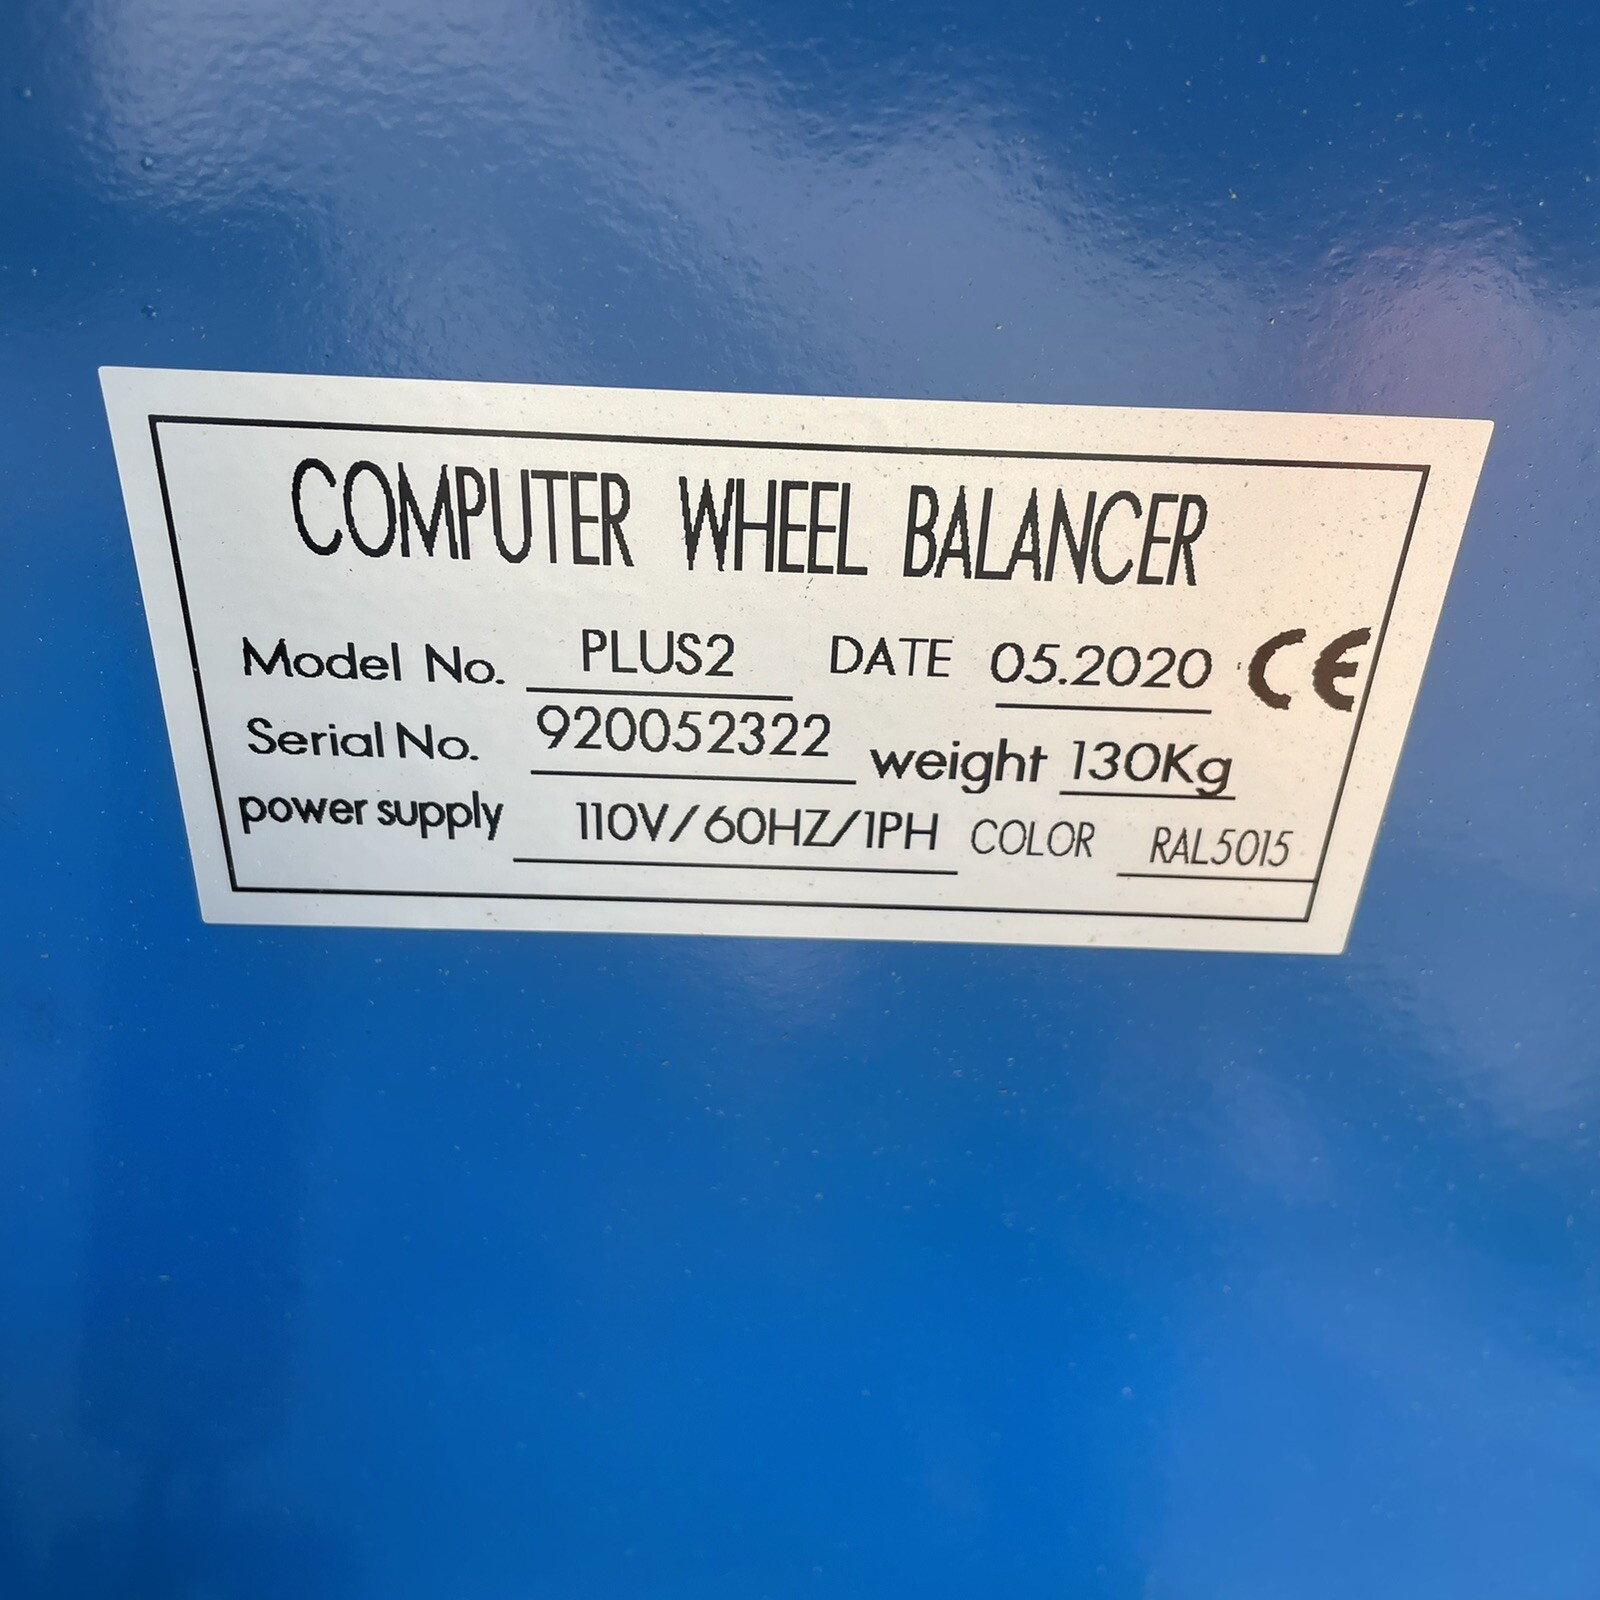 COMPUTER WHEEL BALANCER
Model No. PLUS2 DATE 05.2020 CE
Serial No. 920052322 weight 130Kg
power supply 110V/60HZ/1PH COLOR RAL5015